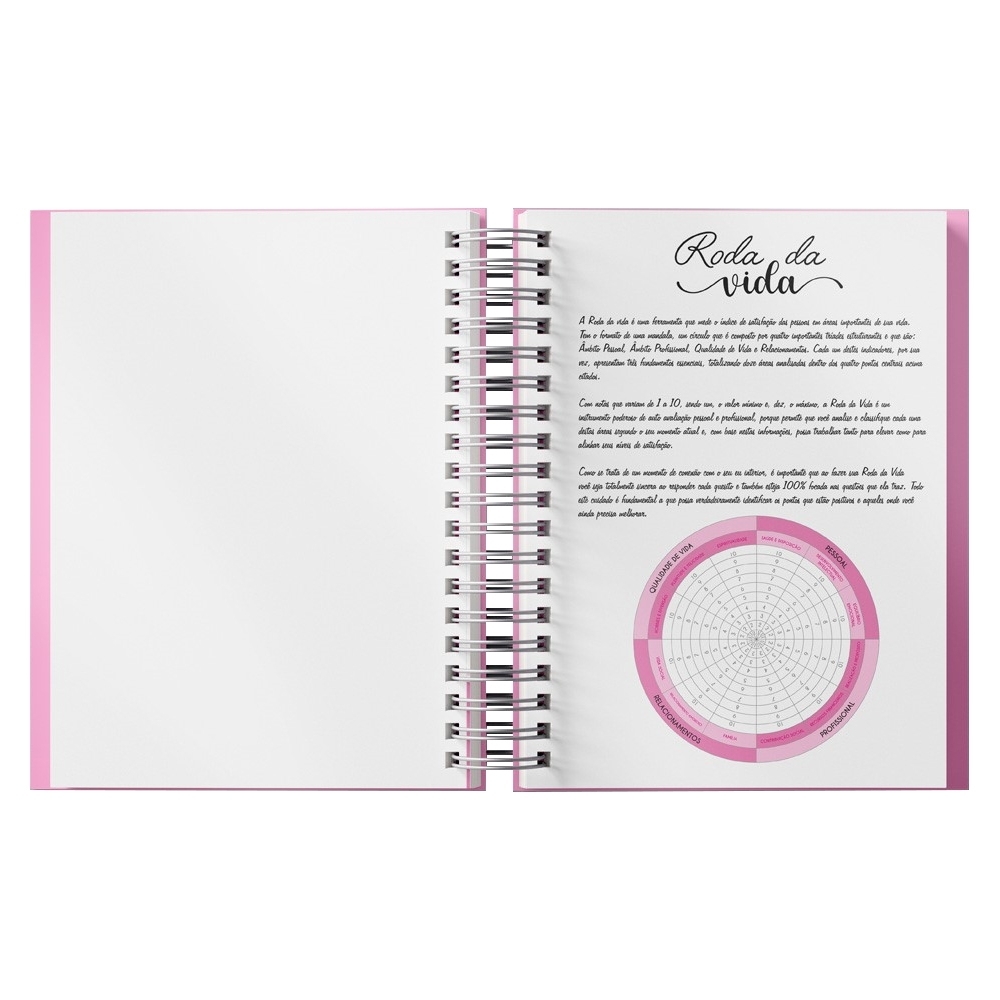 Roda da
vida
A Roda da vida é uma ferramenta que mede o índice de satisfação das pessoas em áreas importantes de sua vida.
Tem o formato de uma mandala, um círculo que é composto por quatro importantes tríades estruturantes e que são:
Âmbito Pessoal, Âmbito Profissional, Qualidade de Vida e Relacionamentos. Cada um destes indicadores, por sua
vez, apresentam três fundamentos essenciais, totalizando doze áreas analisadas dentro dos quatro pontos centrais acima
citados.
Com notas que variam de 1 a 10, sendo um, o valor mínimo e, dez, o máximo, a Roda da Vida é um
instrumento poderoso de auto avaliação pessoal e profissional, porque permite que você analise e classifique cada uma
destas áreas segundo o seu momento atual e, com base nestas informações, possa trabalhar tanto para elevar como para
alinhar seus níveis de satisfação.
Como se trata de um momento de conexão com o seu eu interior, é importante que ao fazer sua Roda da Vida
você seja totalmente sincera ao responder cada quesito e também esteja 100% focada nas questões que ela traz. Todo
este cuidado é fundamental a que possa verdadeiramente identificar os pontos que estão positivos e aqueles onde você
ainda precisa melhorar.
QUALIDADE DE VIDA
PESSOAL
ESPIRITUALIDADE
SAÚDE E DISPOSIÇÃO
DESENVOLVIMENTO
INTELECTUAL
EQUILÍBRIO
EMOCIONAL
PROFISSIONAL
CONTRIBUIÇÃO SOCIAL
FAMÍLIA
VIDA SOCIAL
RELACIONAMENTOS